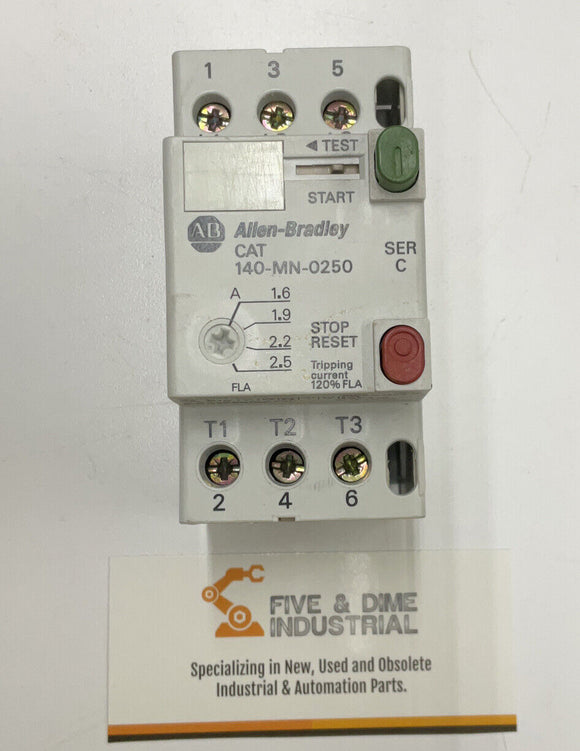 1 3 5
◄ TEST
START
AB Allen-Bradley
CAT
140-MN-0250
SER
C
A 1.6
1.9
2.2
2.5
FLA
STOP
RESET
Tripping
current
120% FLA
T1 T2 T3
2 4 6
FIVE & DIME
INDUSTRIAL
Specializing in New, Used and Obsolete
Industrial & Automation Parts.